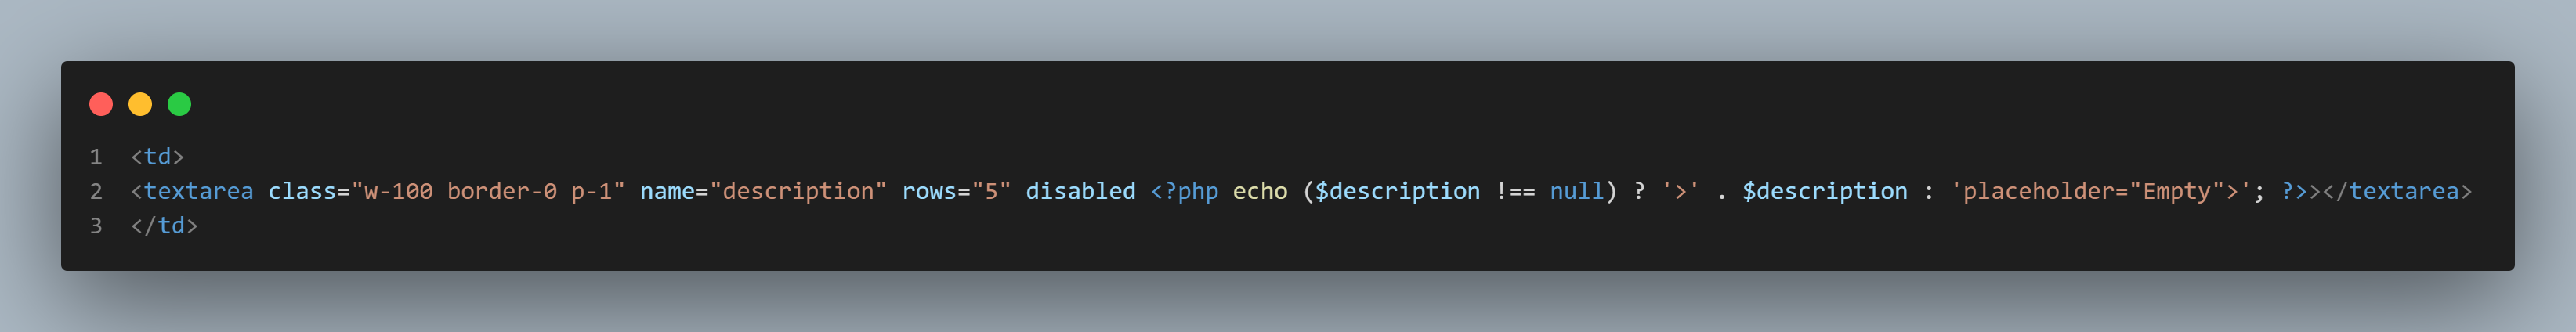 1 <td>
2 <textarea class="w-100 border-0 p-1" name="description" rows="5" disabled <?php echo ($description !== null) ? '>' . $description : 'placeholder="Empty">'; ?>></textarea>
3 </td>